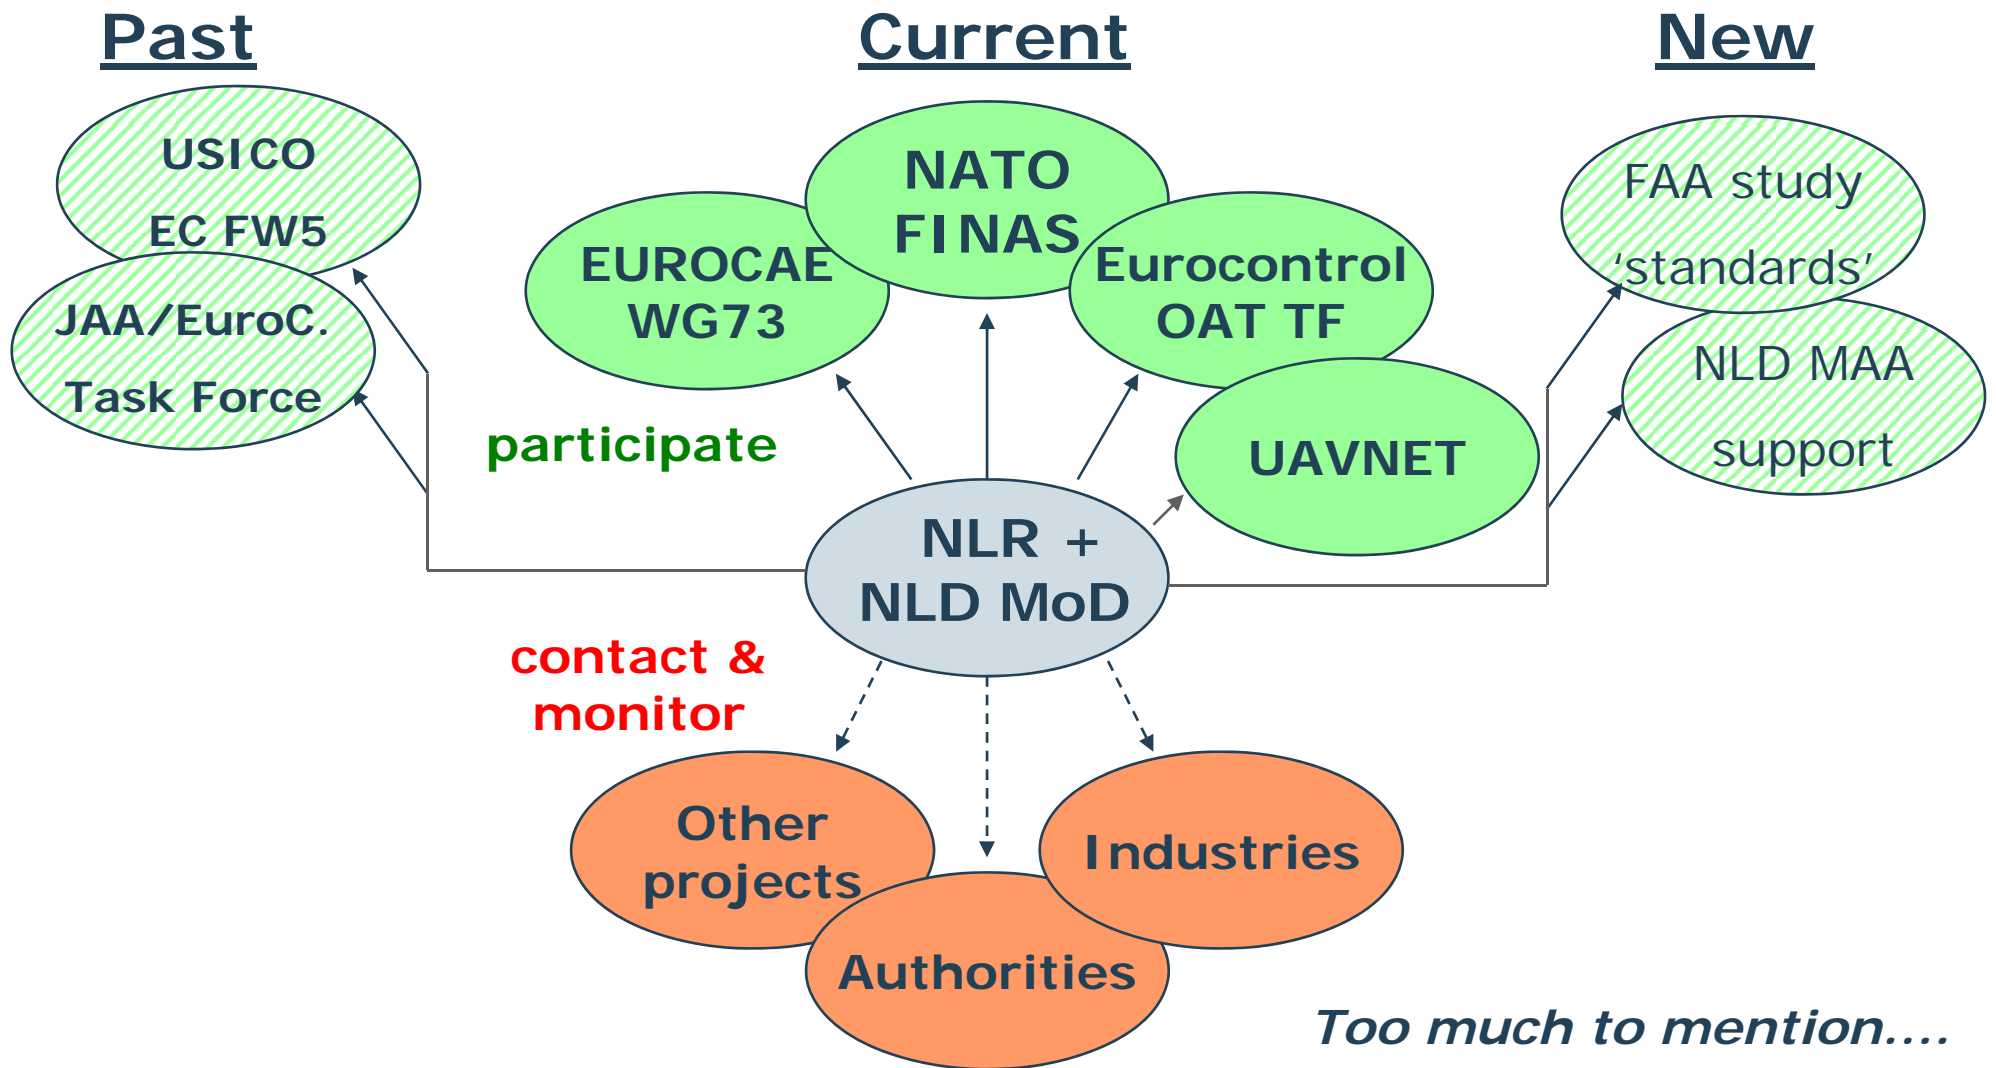 Past
Current
New
USICO
EC FW5
JAA/EuroC.
Task Force
EUROCAE
WG73
NATO
FINAS
Eurocontrol
OAT TF
UAVNET
FAA study
‘standards’
NLD MAA
support
participate
NLR +
NLD MoD
contact &
monitor
Other
projects
Authorities
Industries
Too much to mention....